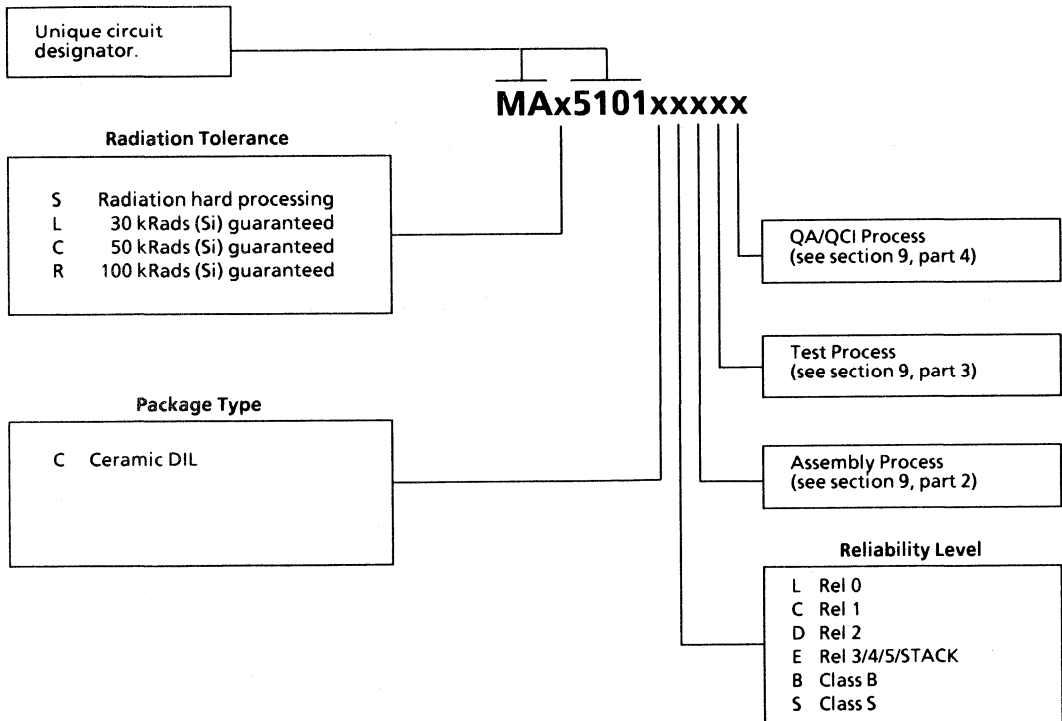 Unique circuit
designator.
MAx5101xxxxx
Radiation Tolerance
S Radiation hard processing
L 30 kRads (Si) guaranteed
C 50 kRads (Si) guaranteed
R 100 kRads (Si) guaranteed
QA/QCI Process
(see section 9, part 4)
Test Process
(see section 9, part 3)
Package Type
C Ceramic DIL
Assembly Process
(see section 9, part 2)
Reliability Level
L Rel 0
C Rel 1
D Rel 2
E Rel 3/4/5/STACK
B Class B
S Class S